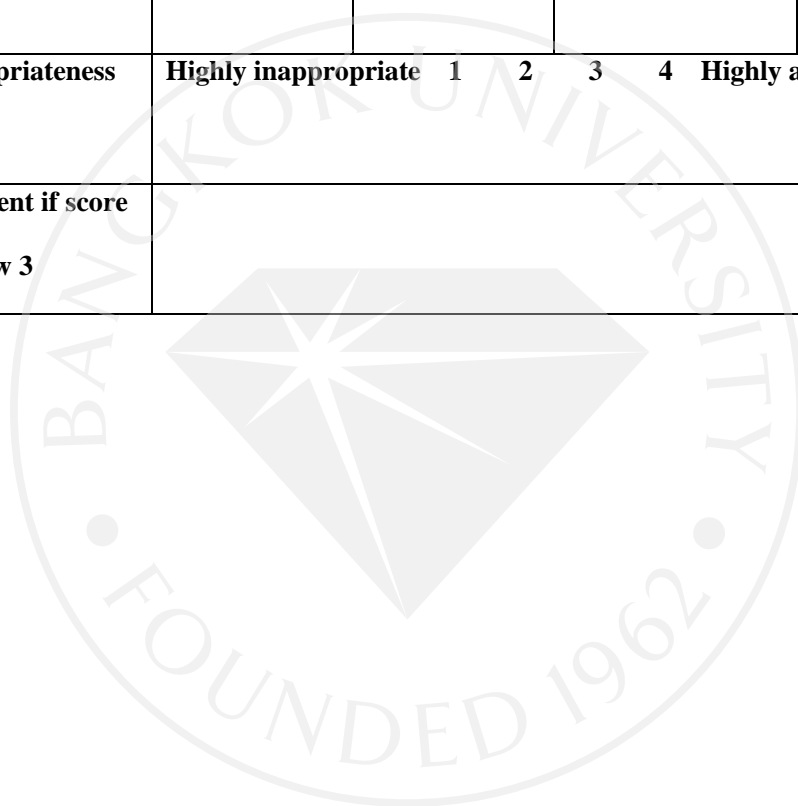 priateness Highly inappropriate 1 2 3 4 Highly a
ent if score
w 3
BANGKOK UNIVERSITY
FOUNDED 1962